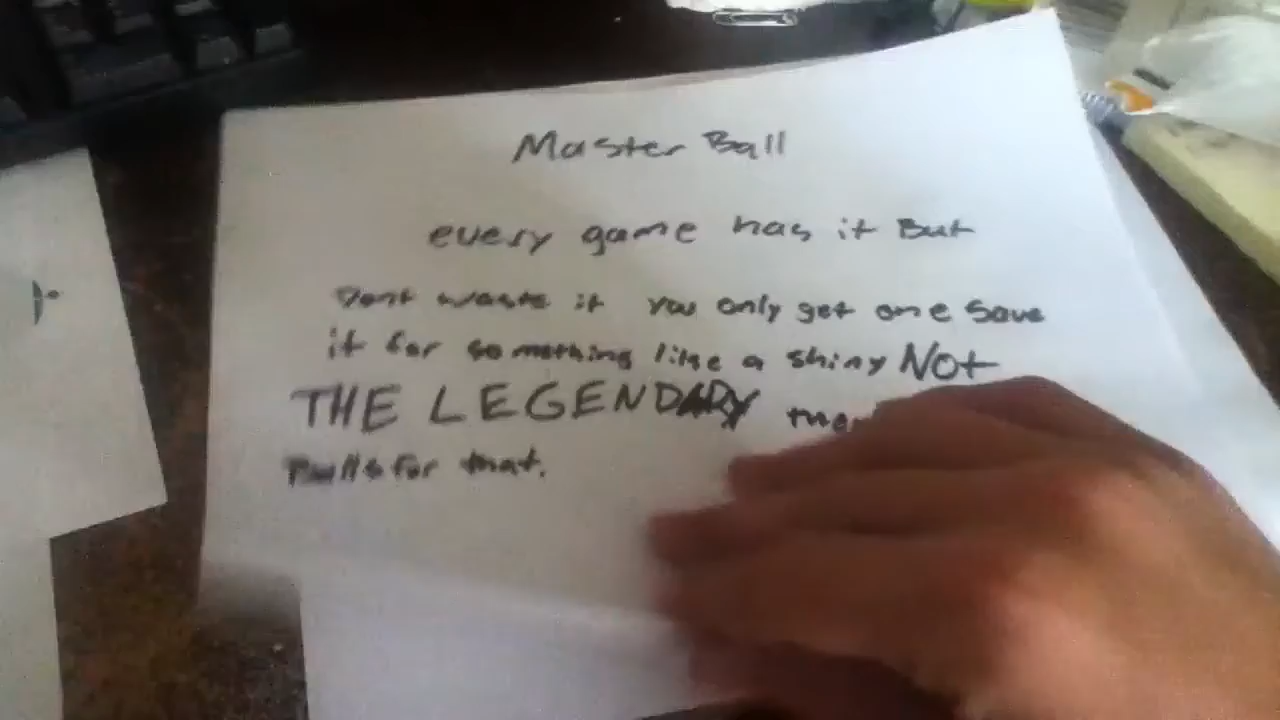 Master Ball
every game has it But
Dont waste it you only get one save
it for something like a shiny NOt
THE LEGENDARY
for that.